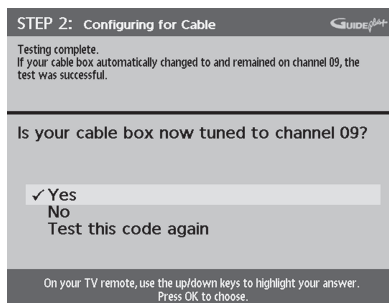 STEP 2: Configuring for Cable
GUIDE Plus+
Testing complete.
If your cable box automatically changed to and remained on channel 09, the
test was successful.
Is your cable box now tuned to channel 09?
✓ Yes
No
Test this code again
On your TV remote, use the up/down keys to highlight your answer.
Press OK to choose.